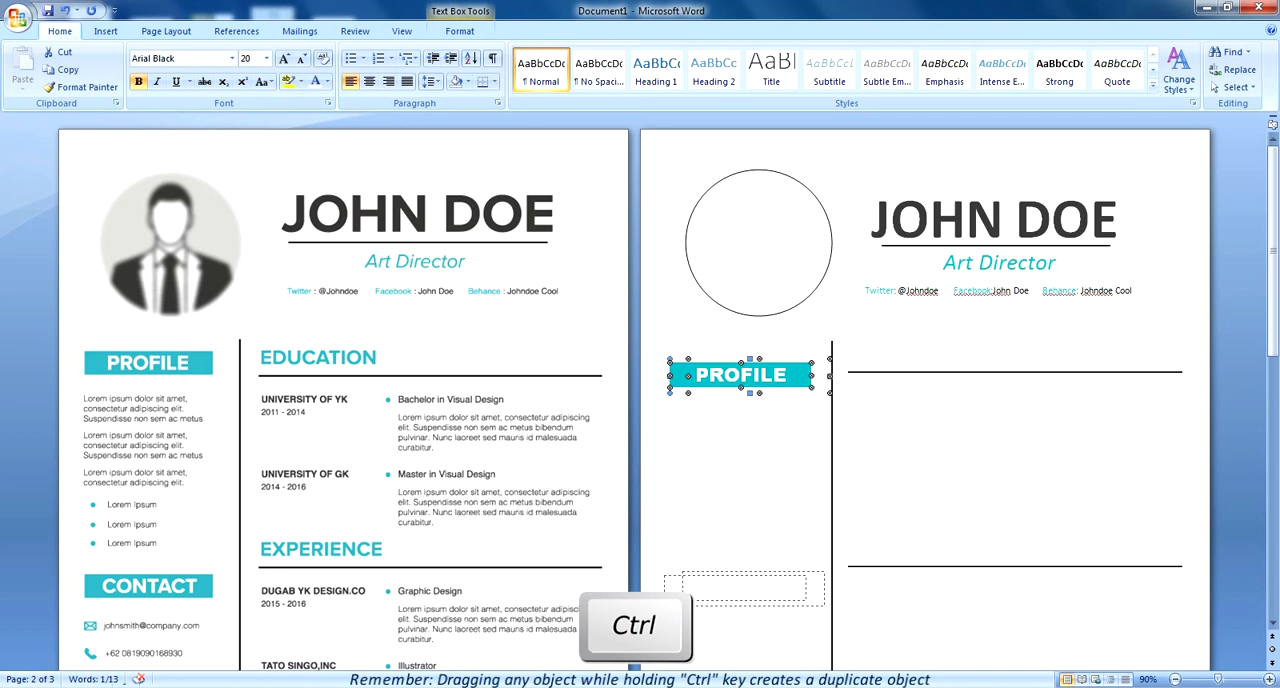 Text Box Tools
Document1 - Microsoft Word
Home Insert Page Layout References Mailings Review View Format
Paste
Cut
Copy
Format Painter
Clipboard
Arial Black 20
B I U abc x₂ x² Aa A
Font
Paragraph
AaBbCcDc AaBbCcDc AaBbCc AaBbCc AaBl AaBbCcL AaBbCcDc AaBbCcDc AaBbCcDc AaBbCcDc AaBbCcDc
¶ Normal ¶ No Spaci... Heading 1 Heading 2 Title Subtitle Subtle Em... Emphasis Intense E... Strong Quote
Change
Styles
Styles
Find
Replace
Select
Editing
JOHN DOE
Art Director
Twitter : @Johndoe Facebook : John Doe Behance : Johndoe Cool
PROFILE
Lorem ipsum dolor sit amet,
consectetur adipiscing elit.
Suspendisse non sem ac metus
Lorem ipsum dolor sit amet,
consectetur adipiscing elit.
Suspendisse non sem ac metus
Lorem ipsum dolor sit amet,
consectetur adipiscing elit.
Lorem Ipsum
Lorem Ipsum
Lorem Ipsum
CONTACT
johnsmith@company.com
+62 0819090168930
EDUCATION
UNIVERSITY OF YK
2011 - 2014
Bachelor in Visual Design
Lorem ipsum dolor sit amet, consectetur adipiscing
elit. Suspendisse non sem ac metus bibendum
pulvinar. Nunc laoreet sed mauris id malesuada
curabitur.
UNIVERSITY OF GK
2014 - 2016
Master in Visual Design
Lorem ipsum dolor sit amet, consectetur adipiscing
elit. Suspendisse non sem ac metus bibendum
pulvinar. Nunc laoreet sed mauris id malesuada
curabitur.
EXPERIENCE
DUGAB YK DESIGN.CO
2015 - 2016
Graphic Design
Lorem ipsum dolor sit amet, consectetur adipiscing
elit. Suspendisse non sem ac metus
pulvinar. Nunc laoreet sed mauris
curabitur.
TATO SINGO,INC
Illustrator
JOHN DOE
Art Director
Twitter: @Johndoe Facebook:John Doe Behance: Johndoe Cool
PROFILE
Ctrl
Page: 2 of 3 Words: 1/13
Remember: Dragging any object while holding "Ctrl" key creates a duplicate object
90%